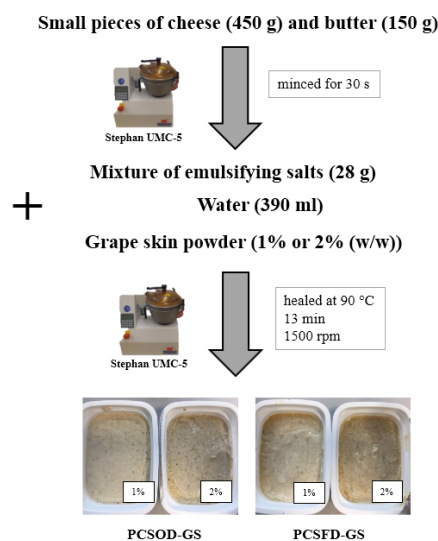 Small pieces of cheese (450 g) and butter (150 g)
minced for 30 s
Stephan UMC-5
Mixture of emulsifying salts (28 g)
+
Water (390 ml)
Grape skin powder (1% or 2% (w/w))
healed at 90 °C
13 min
1500 rpm
Stephan UMC-5
1% 2% 1% 2%
PCSOD-GS PCSFD-GS